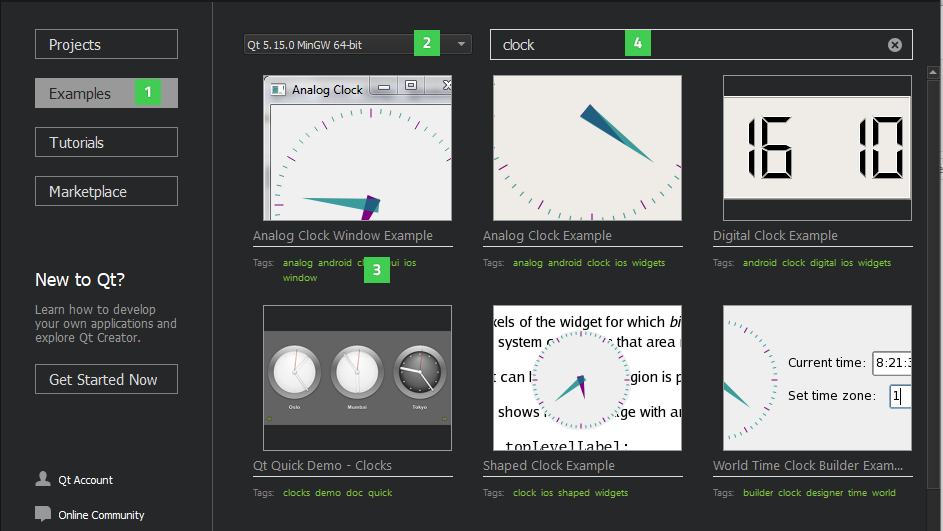 Projects
1
Examples
Tutorials
Marketplace
New to Qt?
Learn how to develop
your own applications and
explore Qt Creator.
Get Started Now
Qt Account
Online Community
Qt 5.15.0 MinGW 64-bit
2
clock
4
Analog Clock
Analog Clock Window Example
Tags: analog android ios
window
3
Analog Clock Example
Tags: analog android clock ios widgets
16 10
Digital Clock Example
Tags: android clock digital ios widgets
Oslo Mumbai Tokyo
Qt Quick Demo - Clocks
Tags: clocks demo doc quick
of the widget for which
system that area
can
is
shows with
topLevelLabel:
Shaped Clock Example
Tags: clock ios shaped widgets
Current time: 8:21:3
Set time zone: 1
World Time Clock Builder Exam...
Tags: builder clock designer time world